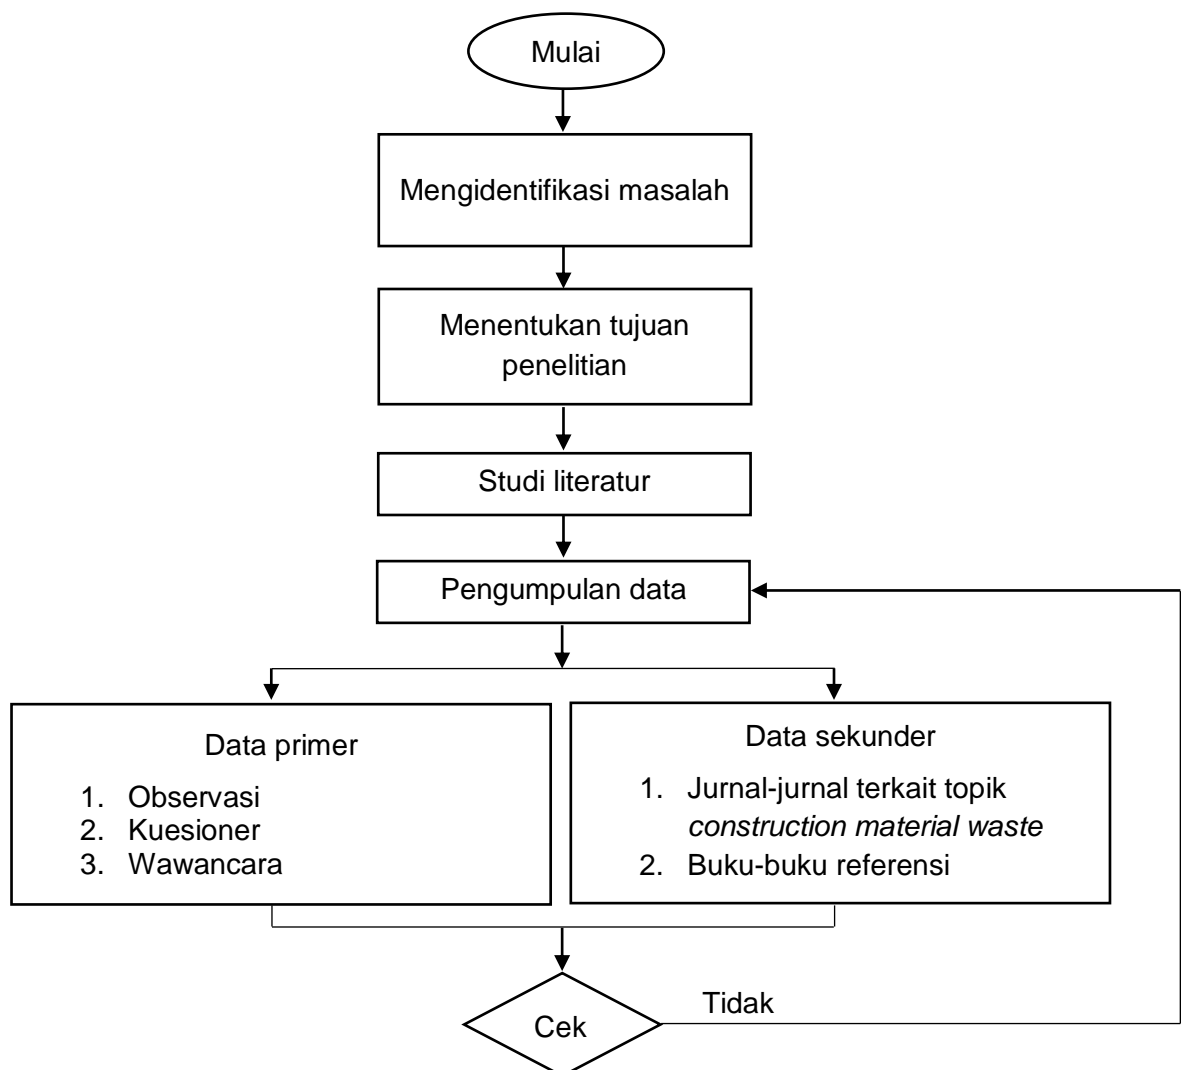 Mulai
Mengidentifikasi masalah
Menentukan tujuan
penelitian
Studi literatur
Pengumpulan data
Data primer
1. Observasi
2. Kuesioner
3. Wawancara
Data sekunder
1. Jurnal-jurnal terkait topik
construction material waste
2. Buku-buku referensi
Cek
Tidak